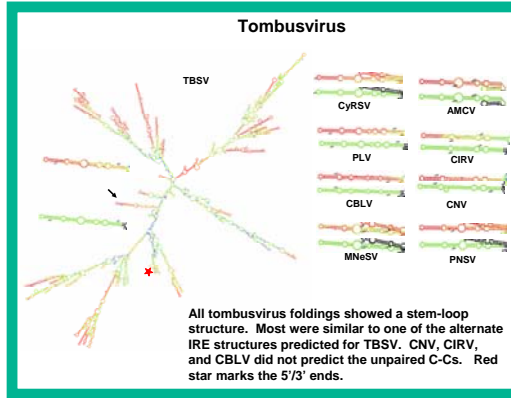 Tombusvirus
TBSV
CyRSV
AMCV
PLV
CIRV
CBLV
CNV
MNeSV
PNSV
All tombusvirus foldings showed a stem-loop
structure. Most were similar to one of the alternate
IRE structures predicted for TBSV. CNV, CIRV,
and CBLV did not predict the unpaired C-Cs. Red
star marks the 5'/3' ends.